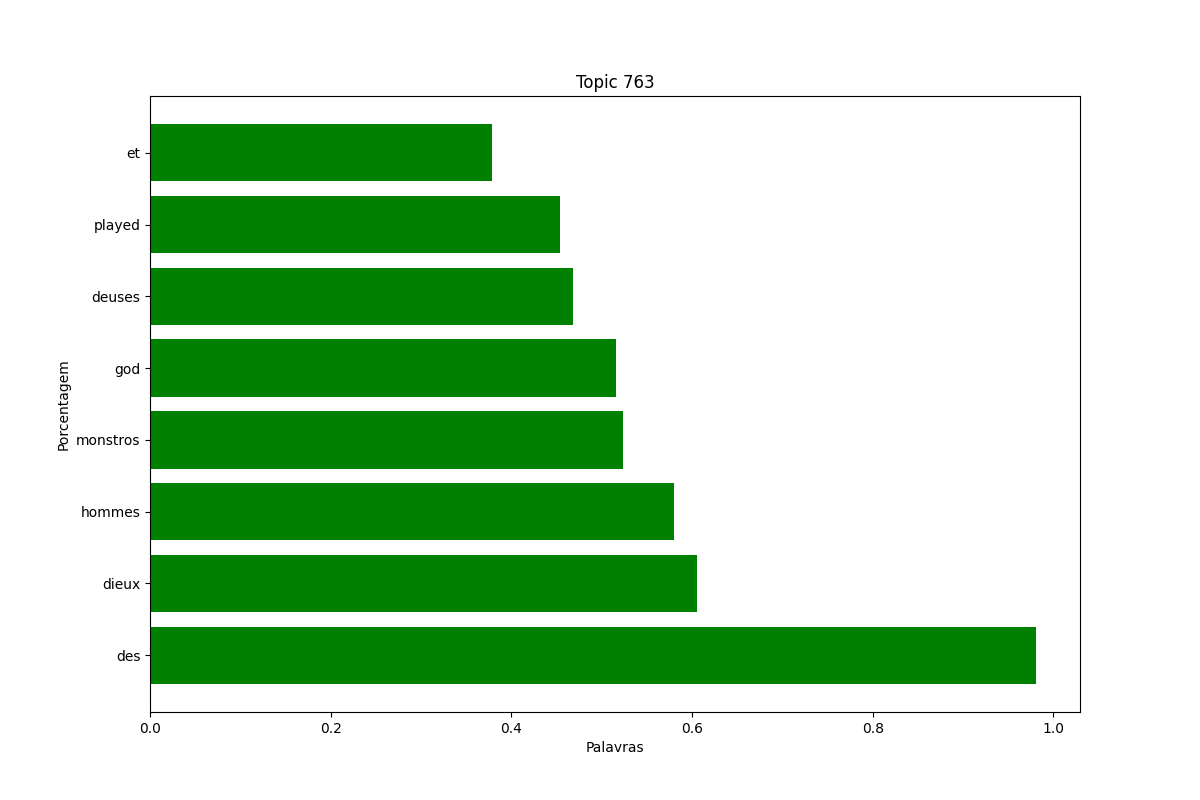 Topic 763
et
played
deuses
god
monstros
hommes
dieux
des
Porcentagem
0.0 0.2 0.4 0.6 0.8 1.0
Palavras